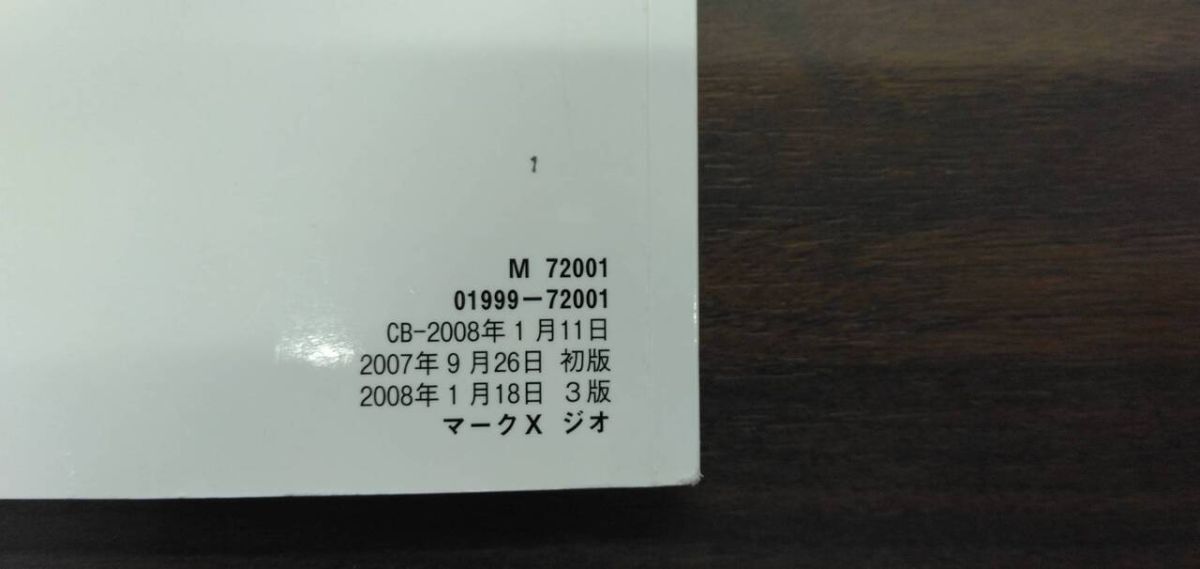 1
M 72001
01999-72001
CB-2008年1月11日
2007年9月26日 初版
2008年1月18日 3版
マークX ジオ